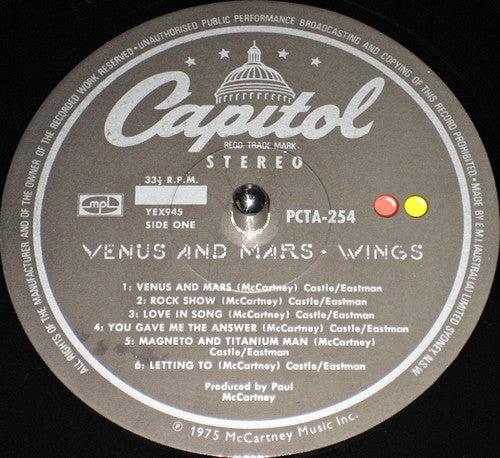 ALL RIGHTS OF THE MANUFACTURER AND OF THE OWNER OF THE RECORDED WORK RESERVED • UNAUTHORISED PUBLIC PERFORMANCE BROADCASTING AND COPYING OF THIS RECORD PROHIBITED • MADE BY E.M.I. (AUSTRALIA) LIMITED SYDNEY N.S.W.
Capitol
REGD. TRADE MARK.
STEREO
33⅓ R.P.M.
mpl
YEX945
SIDE ONE
PCTA-254
VENUS AND MARS • WINGS
1: VENUS AND MARS (McCartney) Castle/Eastman
2: ROCK SHOW (McCartney) Castle/Eastman
3: LOVE IN SONG (McCartney) Castle/Eastman
4: YOU GAVE ME THE ANSWER (McCartney) Castle/Eastman
5: MAGNETO AND TITANIUM MAN (McCartney)
Castle/Eastman
6: LETTING TO (McCartney) Castle/Eastman
Produced by Paul
McCartney
℗ 1975 McCartney Music Inc.